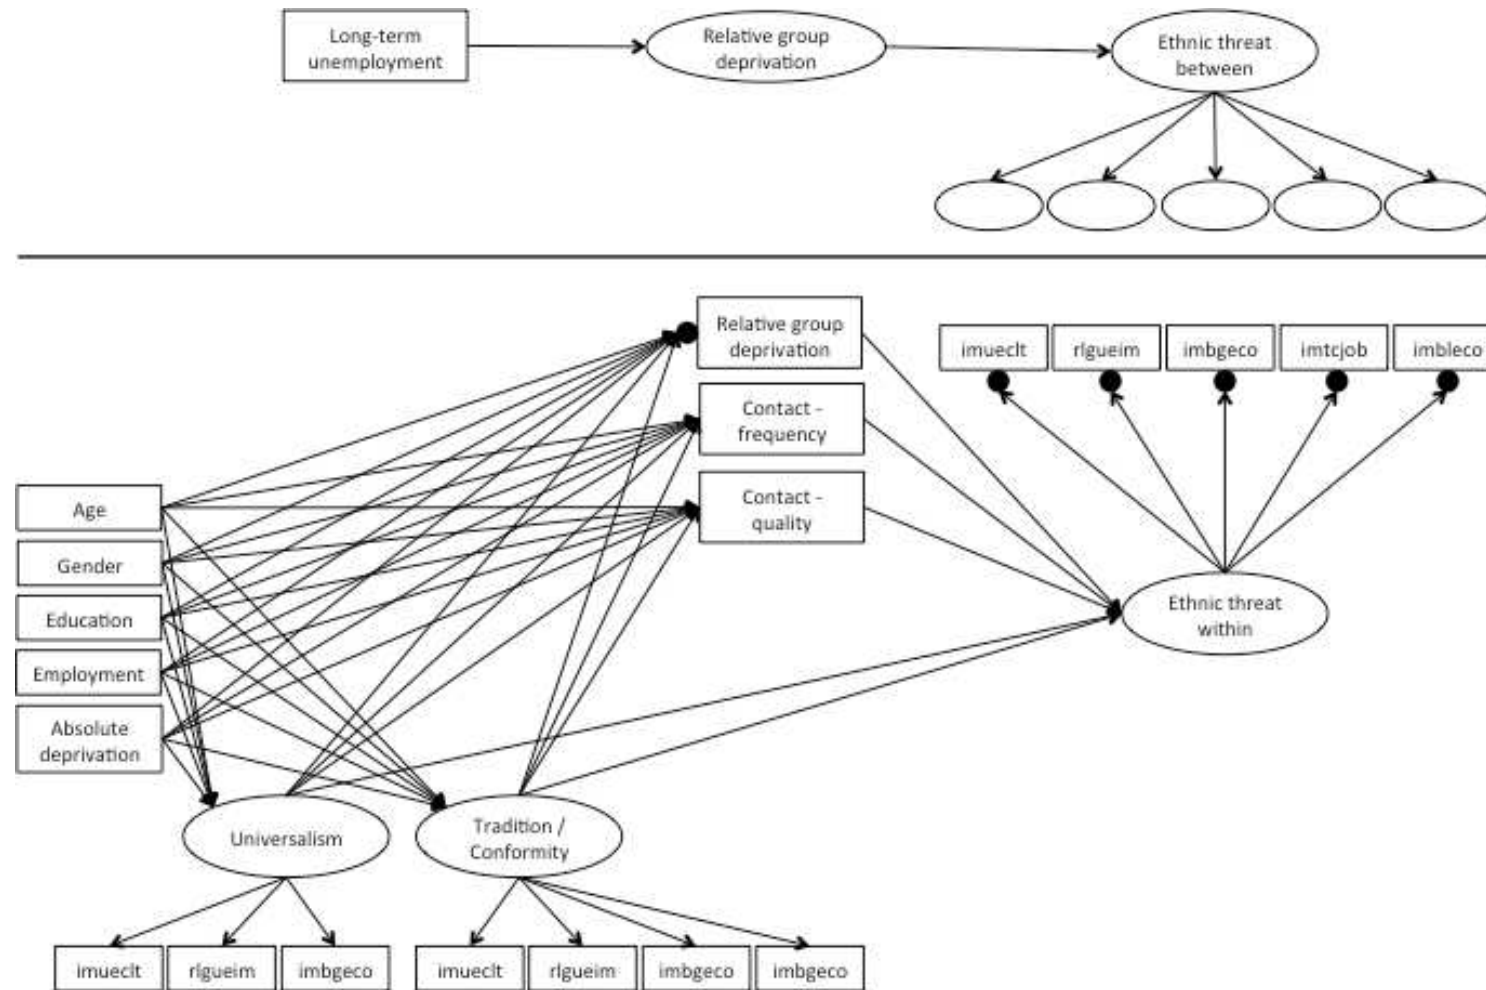 Long-term
unemployment
Relative group
deprivation
Ethnic threat
between
Relative group
deprivation
imueclt
rlgueim
imbgeco
imtcjob
imbleco
Contact -
frequency
Contact -
quality
Age
Gender
Education
Employment
Absolute
deprivation
Ethnic threat
within
Universalism
Tradition /
Conformity
imueclt
rlgueim
imbgeco
imueclt
rlgueim
imbgeco
imbgeco